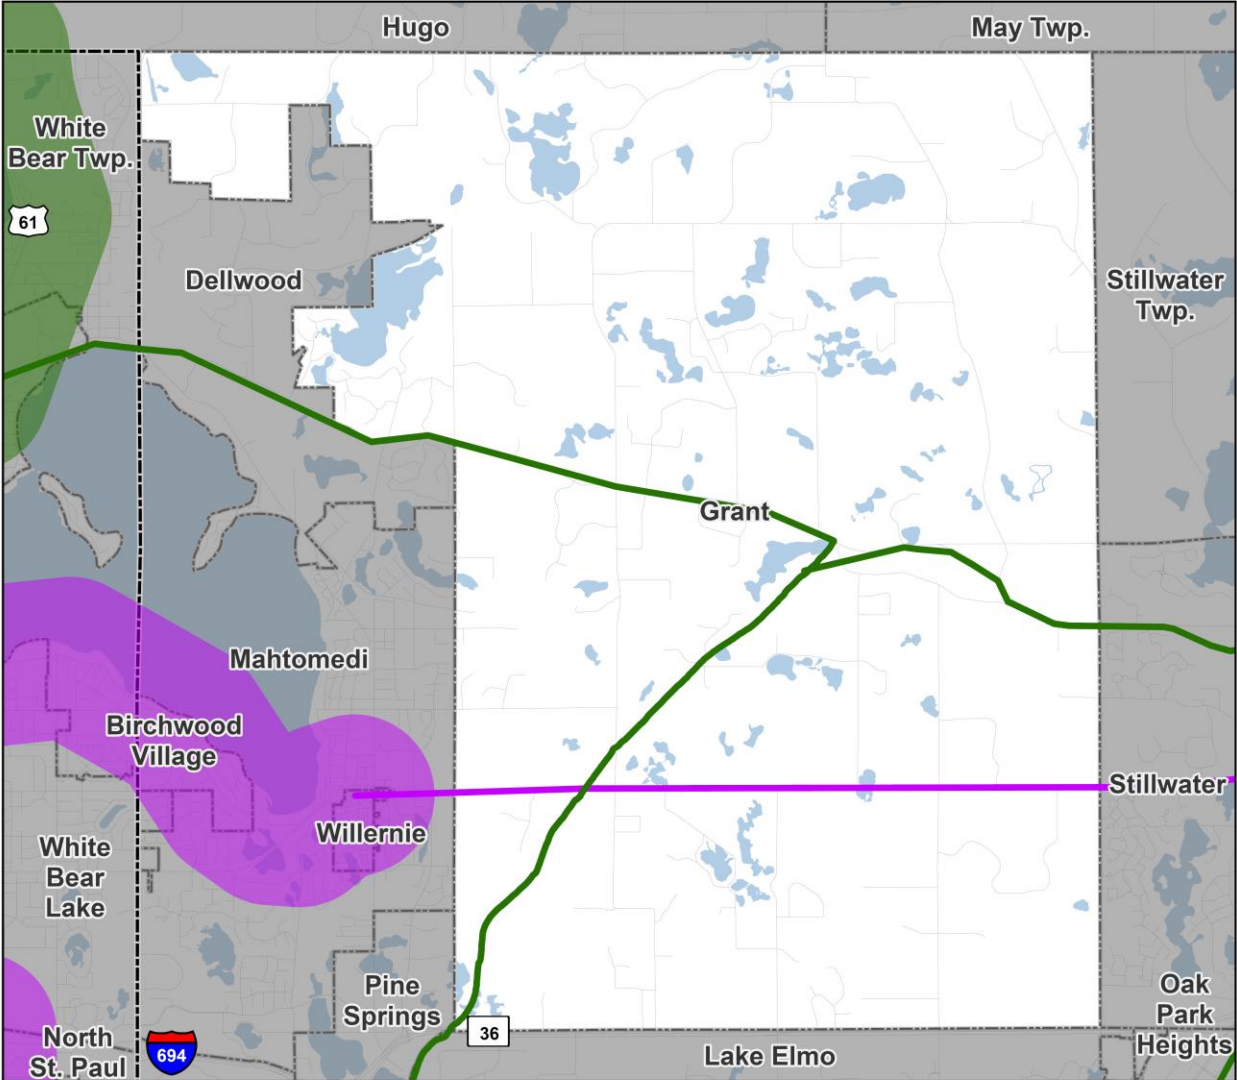 Hugo
May Twp.
White
Bear Twp.
61
Dellwood
Stillwater
Twp.
Grant
Mahtomedi
Birchwood
Village
Stillwater
Willernie
White
Bear
Lake
Pine
Springs
Oak
Park
Heights
36
North
St. Paul
694
Lake Elmo